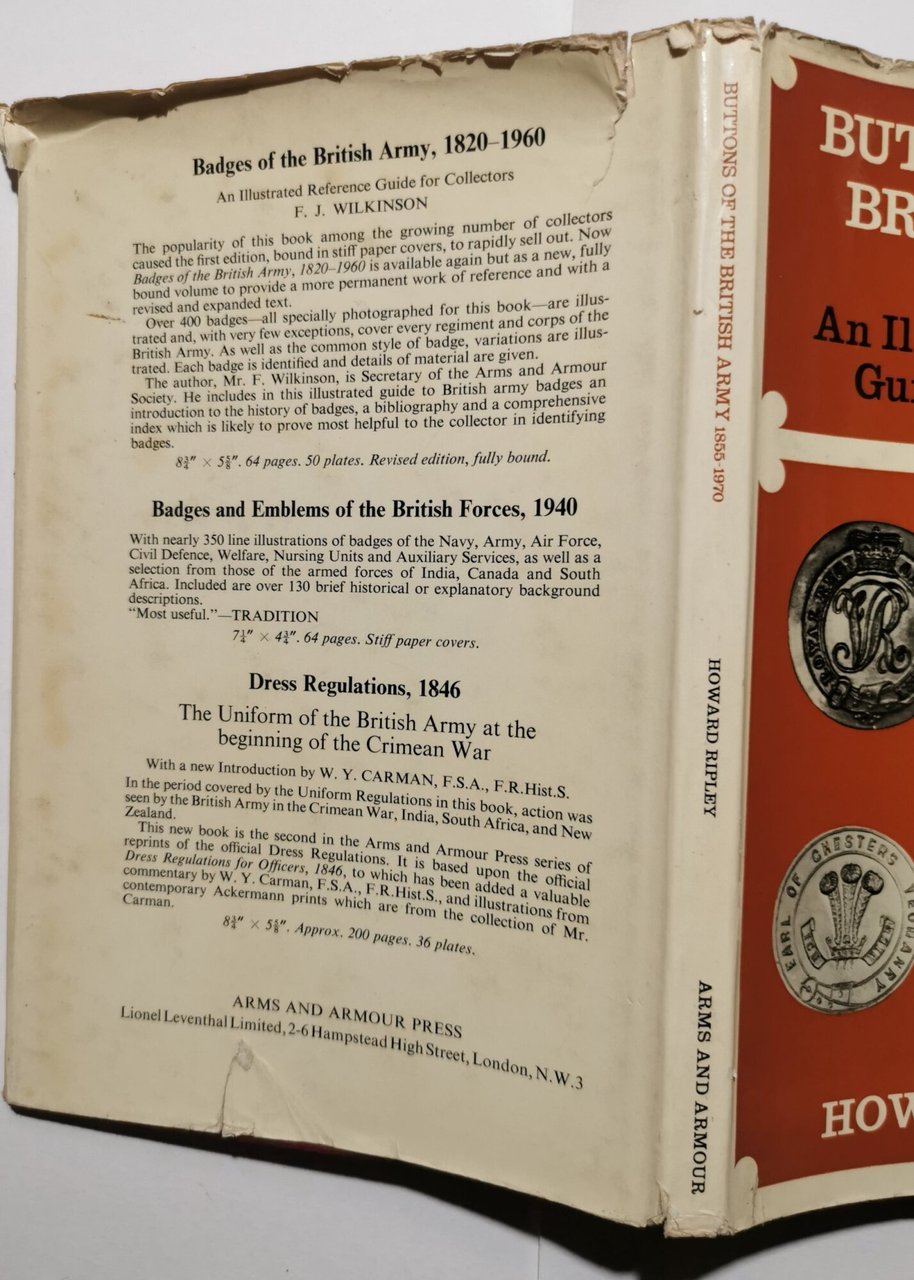 Badges of the British Army, 1820–1960
An Illustrated Reference Guide for Collectors
F. J. WILKINSON
The popularity of this book among the growing number of collectors
caused the first edition, bound in stiff paper covers, to rapidly sell out. Now
Badges of the British Army, 1820–1960 is available again but as a new, fully
bound volume to provide a more permanent work of reference and with a
revised and expanded text.
Over 400 badges—all specially photographed for this book—are illus-
trated and, with very few exceptions, cover every regiment and corps of the
British Army. As well as the common style of badge, variations are illus-
trated. Each badge is identified and details of material are given.
The author, Mr. F. Wilkinson, is Secretary of the Arms and Armour
Society. He includes in this illustrated guide to British army badges an
introduction to the history of badges, a bibliography and a comprehensive
index which is likely to prove most helpful to the collector in identifying
badges.
8¾" × 5⅝". 64 pages. 50 plates. Revised edition, fully bound.
Badges and Emblems of the British Forces, 1940
With nearly 350 line illustrations of badges of the Navy, Army, Air Force,
Civil Defence, Welfare, Nursing Units and Auxiliary Services, as well as a
selection from those of the armed forces of India, Canada and South
Africa. Included are over 130 brief historical or explanatory background
descriptions.
“Most useful.”—TRADITION
7¼" × 4¾". 64 pages. Stiff paper covers.
Dress Regulations, 1846
The Uniform of the British Army at the
beginning of the Crimean War
With a new Introduction by W. Y. CARMAN, F.S.A., F.R.Hist.S.
In the period covered by the Uniform Regulations in this book, action was
seen by the British Army in the Crimean War, India, South Africa, and New
Zealand.
This new book is the second in the Arms and Armour Press series of
reprints of the official Dress Regulations. It is based upon the official
Dress Regulations for Officers, 1846, to which has been added a valuable
commentary by W. Y. Carman, F.S.A., F.R.Hist.S., and illustrations from
contemporary Ackermann prints which are from the collection of Mr.
Carman.
8¾" × 5⅝". Approx. 200 pages. 36 plates.
ARMS AND ARMOUR PRESS
Lionel Leventhal Limited, 2-6 Hampstead High Street, London, N.W.3
BUTTONS OF THE BRITISH ARMY 1855-1970
HOWARD RIPLEY
ARMS AND ARMOUR
BUT
BR
An Il
Gui
VR
EARL OF CHESTERS YEOMANRY
HOW